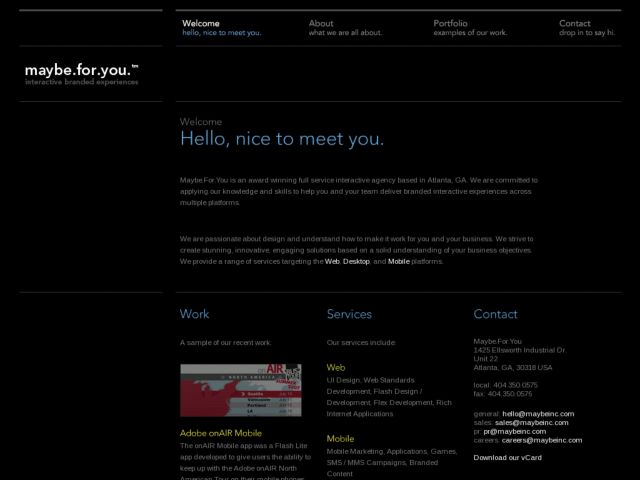 Welcome
hello, nice to meet you.
About
what we are all about.
Portfolio
examples of our work.
Contact
drop in to say hi.
maybe.for.you.™
interactive branded experiences
Welcome
Hello, nice to meet you.
Maybe.For.You is an award winning full service interactive agency based in Atlanta, GA. We are committed to
applying our knowledge and skills to help you and your team deliver branded interactive experiences across
multiple platforms.
We are passionate about design and understand how to make it work for you and your business. We strive to
create stunning, innovative, engaging solutions based on a solid understanding of your business objectives.
We provide a range of services targeting the Web, Desktop, and Mobile platforms.
Work
A sample of our recent work:
onAIR
NORTH AMERICA
Seattle
Vancouver
Portland
LA
Adobe onAIR Mobile
The onAIR Mobile app was a Flash Lite
app developed to give users the ability to
keep up with the Adobe onAIR North
American Tour on their mobile phones
Services
Our services include:
Web
UI Design, Web Standards
Development, Flash Design /
Development, Flex Development, Rich
Internet Applications
Mobile
Mobile Marketing, Applications, Games,
SMS / MMS Campaigns, Branded
Content
Contact
Maybe.For.You
1425 Ellsworth Industrial Dr.
Unit 22
Atlanta, GA, 30318 USA
local: 404.350.0575
fax: 404.350.0576
general: hello@maybeinc.com
sales: sales@maybeinc.com
pr: pr@maybeinc.com
careers: careers@maybeinc.com
Download our vCard